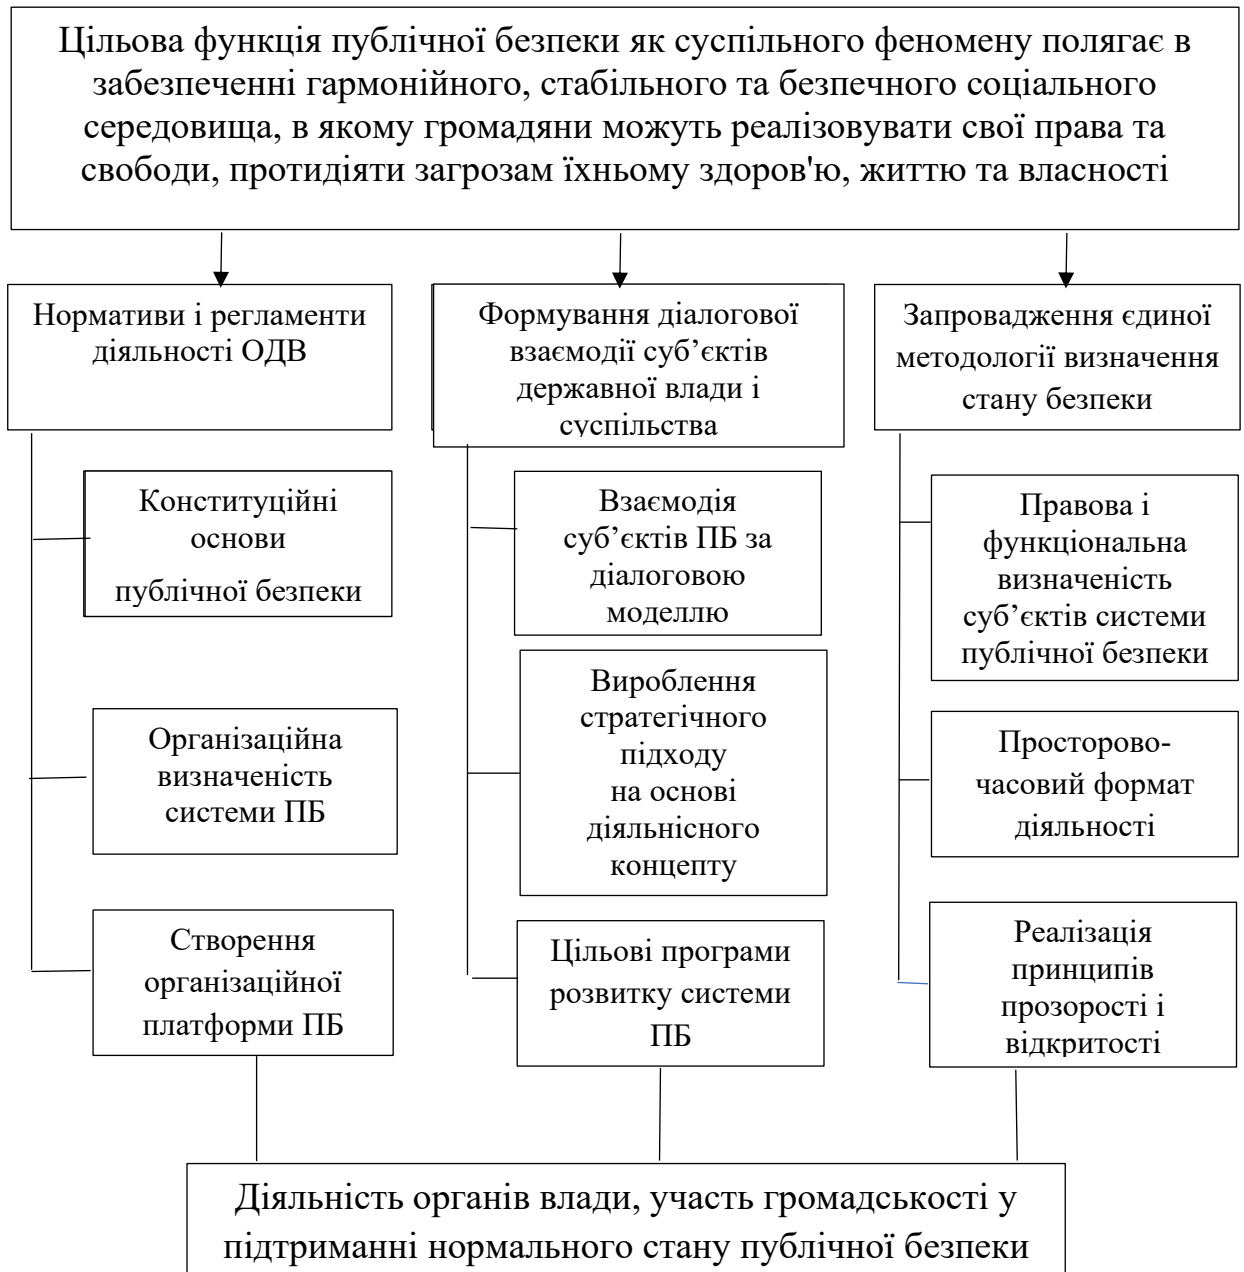 Цільова функція публічної безпеки як суспільного феномену полягає в
забезпеченні гармонійного, стабільного та безпечного соціального
середовища, в якому громадяни можуть реалізовувати свої права та
свободи, протидіяти загрозам їхньому здоров'ю, життю та власності
Нормативи і регламенти
діяльності ОДВ
Конституційні
основи
публічної безпеки
Організаційна
визначеність
системи ПБ
Створення
організаційної
платформи ПБ
Формування діалогової
взаємодії суб’єктів
державної влади і
суспільства
Взаємодія
суб’єктів ПБ за
діалоговою
моделлю
Вироблення
стратегічного
підходу
на основі
діяльнісного
концепту
Цільові програми
розвитку системи
ПБ
Запровадження єдиної
методології визначення
стану безпеки
Правова і
функціональна
визначеність
суб’єктів системи
публічної безпеки
Просторово-
часовий формат
діяльності
Реалізація
принципів
прозорості і
відкритості
Діяльність органів влади, участь громадськості у
підтриманні нормального стану публічної безпеки